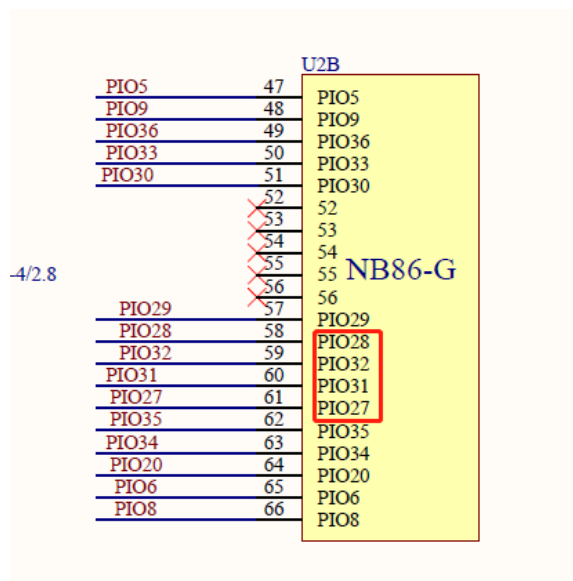 U2B
PIO5 47 PIO5
PIO9 48 PIO9
PIO36 49 PIO36
PIO33 50 PIO33
PIO30 51 PIO30
52 52
53 53
54 54
55 55
56 56
-4/2.8
NB86-G
PIO29 57 PIO29
PIO28 58 PIO28
PIO32 59 PIO32
PIO31 60 PIO31
PIO27 61 PIO27
PIO35 62 PIO35
PIO34 63 PIO34
PIO20 64 PIO20
PIO6 65 PIO6
PIO8 66 PIO8